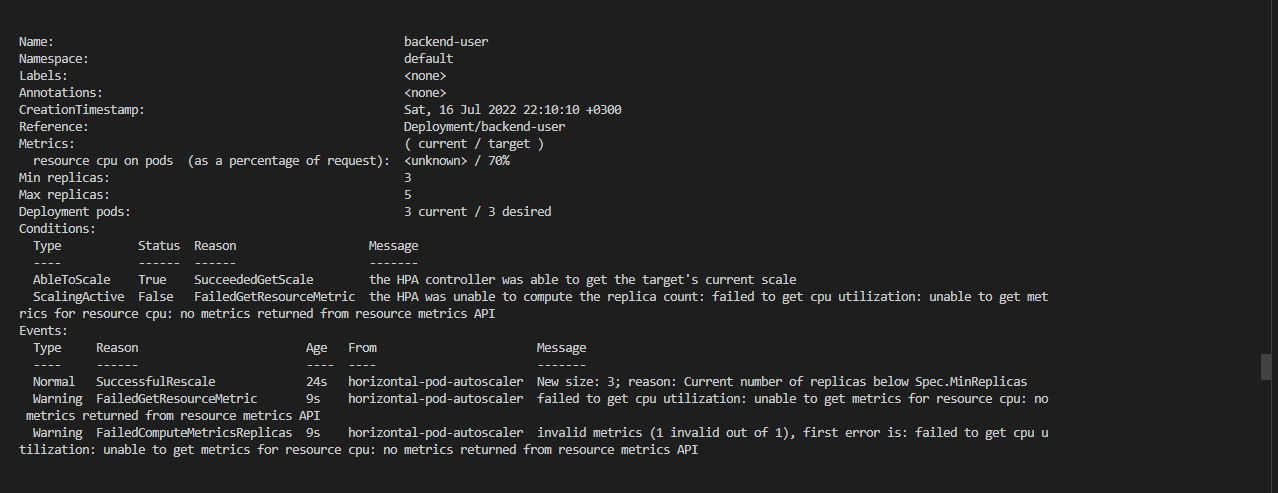 Name:                                                  backend-user
Namespace:                                             default
Labels:                                                <none>
Annotations:                                           <none>
CreationTimestamp:                                     Sat, 16 Jul 2022 22:10:10 +0300
Reference:                                             Deployment/backend-user
Metrics:                                               ( current / target )
  resource cpu on pods  (as a percentage of request):  <unknown> / 70%
Min replicas:                                          3
Max replicas:                                          5
Deployment pods:                                       3 current / 3 desired
Conditions:
  Type           Status  Reason                   Message
  ----           ------  ------                   -------
  AbleToScale    True    SucceededGetScale        the HPA controller was able to get the target's current scale
  ScalingActive  False   FailedGetResourceMetric  the HPA was unable to compute the replica count: failed to get cpu utilization: unable to get met
rics for resource cpu: no metrics returned from resource metrics API
Events:
  Type     Reason                        Age   From                       Message
  ----     ------                        ----  ----                       -------
  Normal   SuccessfulRescale             24s   horizontal-pod-autoscaler  New size: 3; reason: Current number of replicas below Spec.MinReplicas
  Warning  FailedGetResourceMetric       9s    horizontal-pod-autoscaler  failed to get cpu utilization: unable to get metrics for resource cpu: no
 metrics returned from resource metrics API
  Warning  FailedComputeMetricsReplicas  9s    horizontal-pod-autoscaler  invalid metrics (1 invalid out of 1), first error is: failed to get cpu u
tilization: unable to get metrics for resource cpu: no metrics returned from resource metrics API